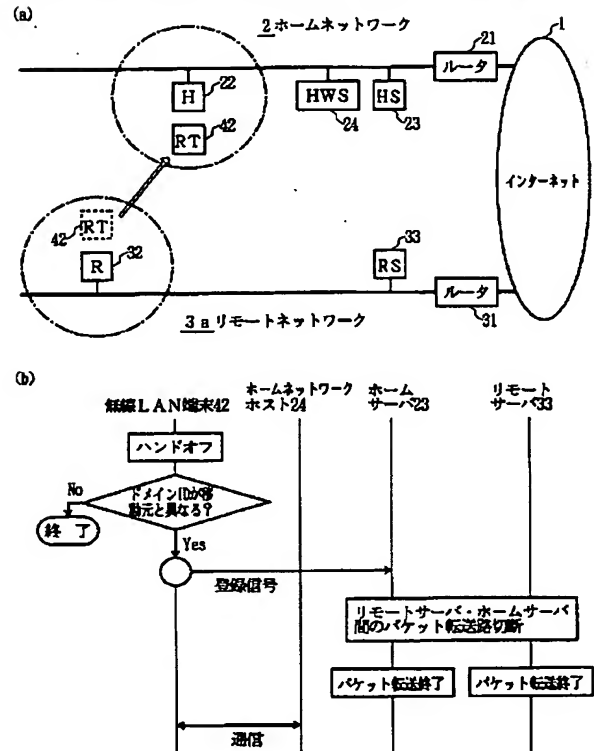 (a)
2 ホームネットワーク
21
1
ルータ
H
22
HWS
24
HS
23
RT
42
インターネット
42
RT
R
32
33
RS
ルータ
31
3a リモートネットワーク
(b)
無線LAN端末42
ホームネットワーク
ホスト24
ホーム
サーバ23
リモート
サーバ33
ハンドオフ
No
ドメインIDが移
動元と異なる?
終 了
Yes
登録信号
リモートサーバ・ホームサーバ
間のパケット転送路切断
パケット転送終了
パケット転送終了
通信